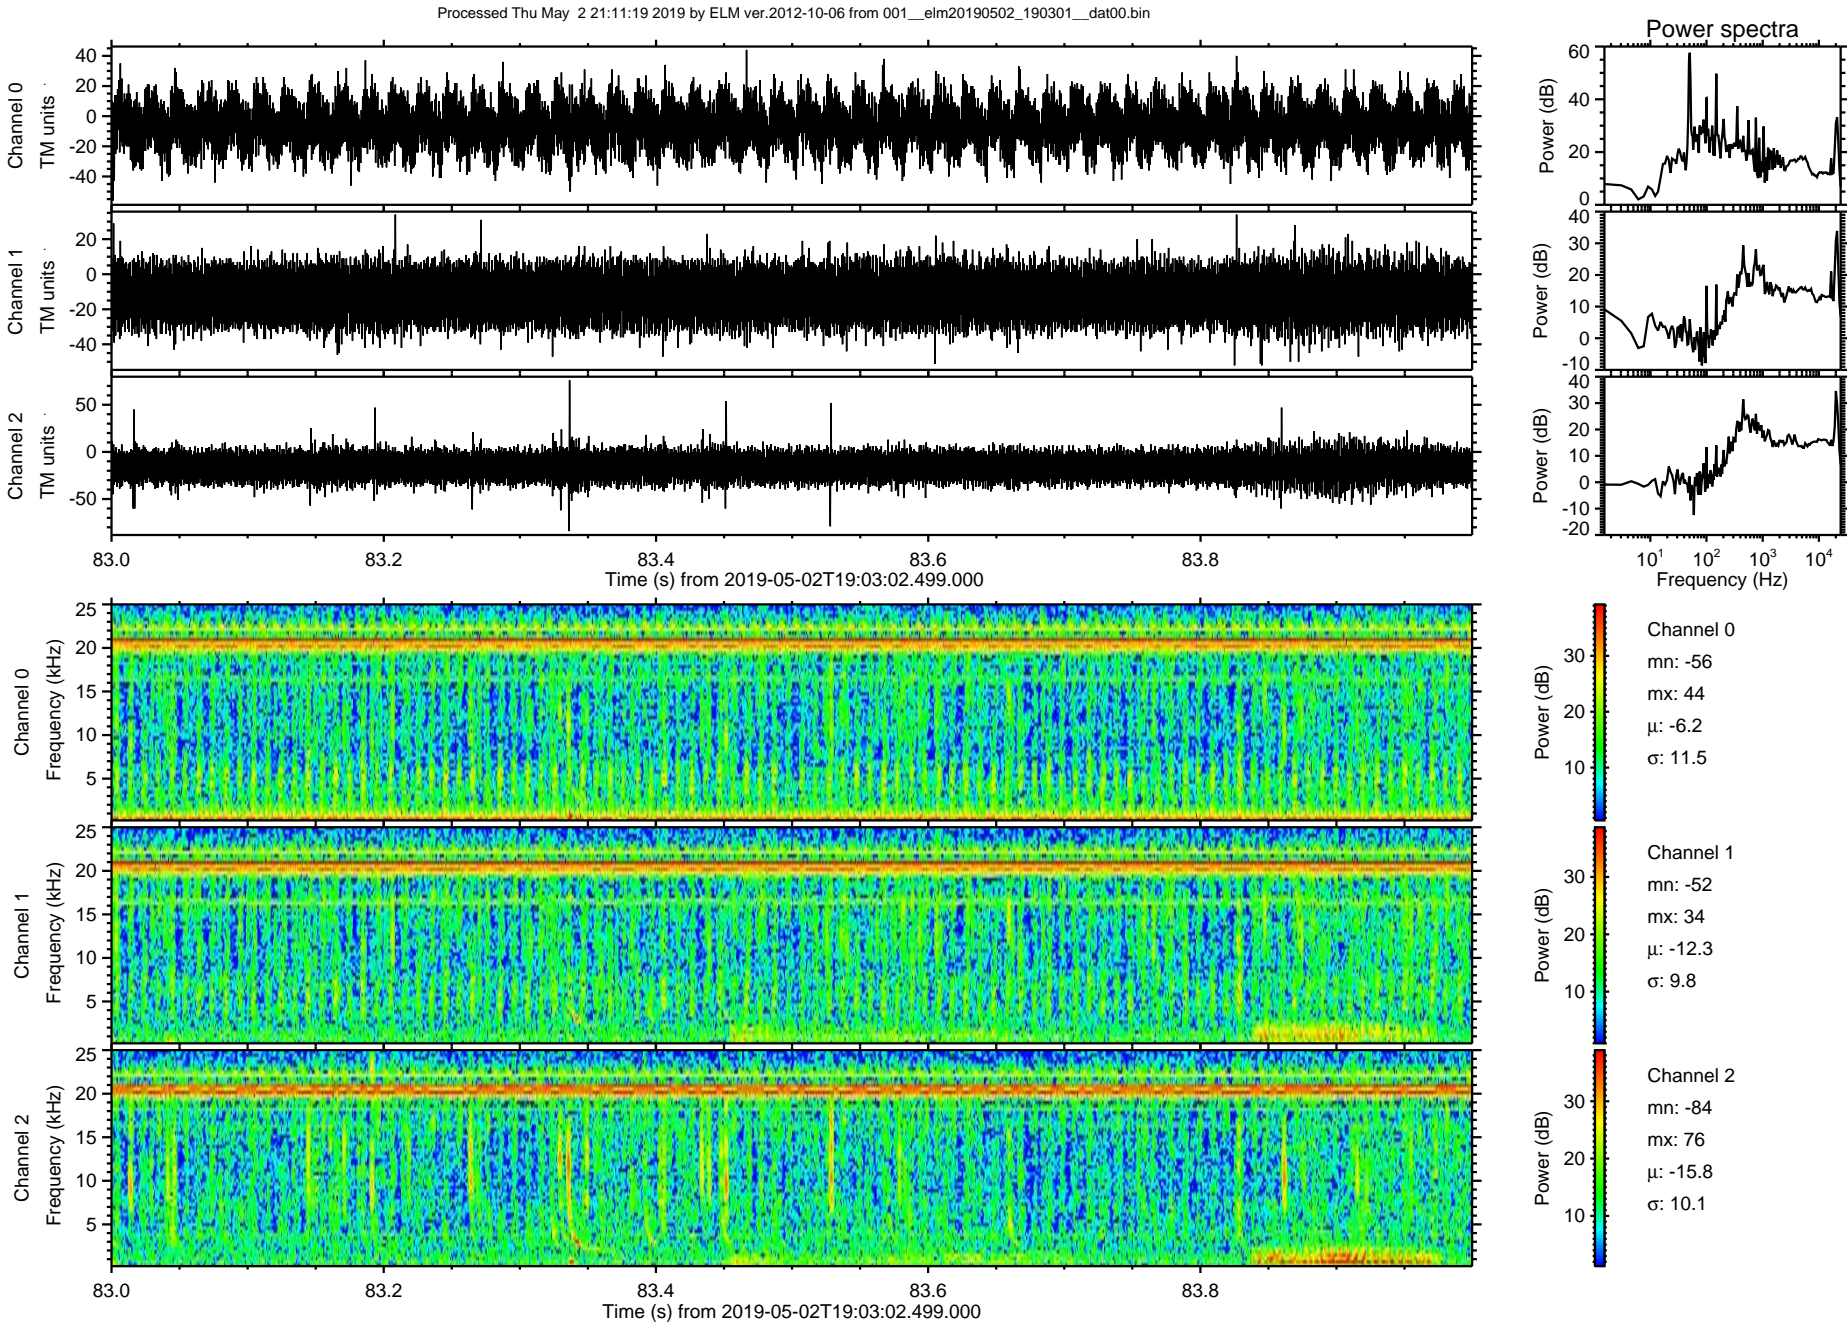 Processed Thu May  2 21:11:19 2019 by ELM ver.2012-10-06 from 001__elm20190502_190301__dat00.bin
Power spectra
Channel 0
TM units
40
20
0
-20
-40
Power (dB)
60
40
20
0
Channel 1
TM units
20
0
-20
-40
Power (dB)
40
30
20
10
0
-10
Channel 2
TM units
50
0
-50
Power (dB)
40
30
20
10
0
-10
-20
83.0 83.2 83.4 83.6 83.8
Time (s) from 2019-05-02T19:03:02.499.000
10^1 10^2 10^3 10^4
Frequency (Hz)
Channel 0
Frequency (kHz)
25
20
15
10
5
Power (dB)
30
20
10
Channel 0
mn: -56
mx: 44
μ: -6.2
σ: 11.5
Channel 1
Frequency (kHz)
25
20
15
10
5
Power (dB)
30
20
10
Channel 1
mn: -52
mx: 34
μ: -12.3
σ: 9.8
Channel 2
Frequency (kHz)
25
20
15
10
5
Power (dB)
30
20
10
Channel 2
mn: -84
mx: 76
μ: -15.8
σ: 10.1
83.0 83.2 83.4 83.6 83.8
Time (s) from 2019-05-02T19:03:02.499.000